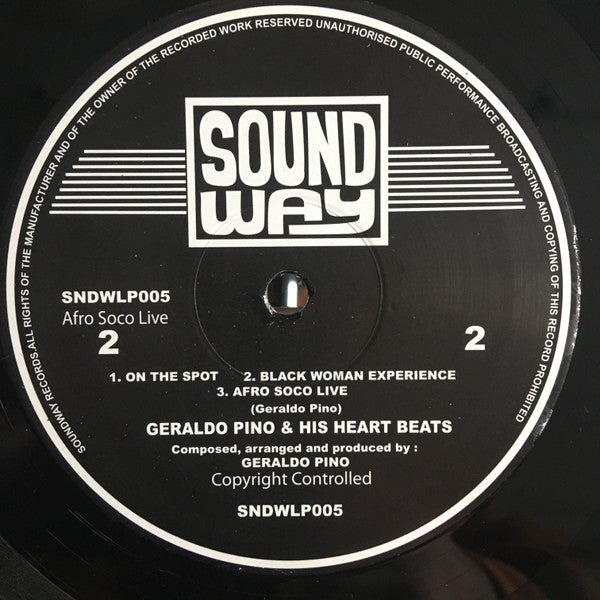 SOUNDWAY RECORDS.ALL RIGHTS OF THE MANUFACTURER AND OF THE OWNER OF THE RECORDED WORK RESERVED UNAUTHORISED PUBLIC PERFORMANCE BROADCASTING AND COPYING OF THIS RECORD PROHIBITED
SOUND
WAY
SNDWLP005
Afro Soco Live
2 2
1. ON THE SPOT 2. BLACK WOMAN EXPERIENCE
3. AFRO SOCO LIVE
(Geraldo Pino)
GERALDO PINO & HIS HEART BEATS
Composed, arranged and produced by :
GERALDO PINO
Copyright Controlled
SNDWLP005